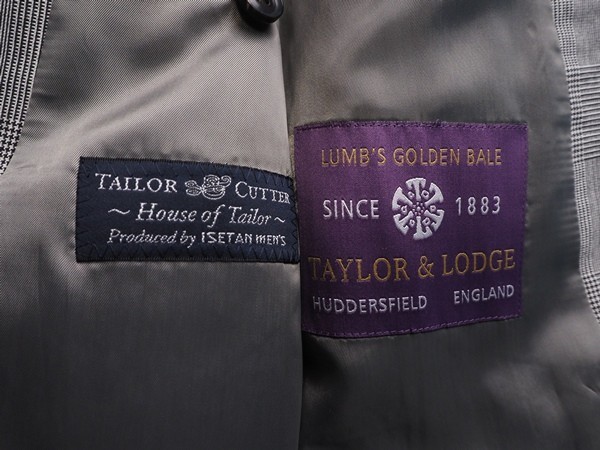 TAILOR CUTTER
~ House of Tailor ~
Produced by ISETAN MEN'S
LUMB'S GOLDEN BALE
SINCE 1883
TAYLOR & LODGE
HUDDERSFIELD ENGLAND